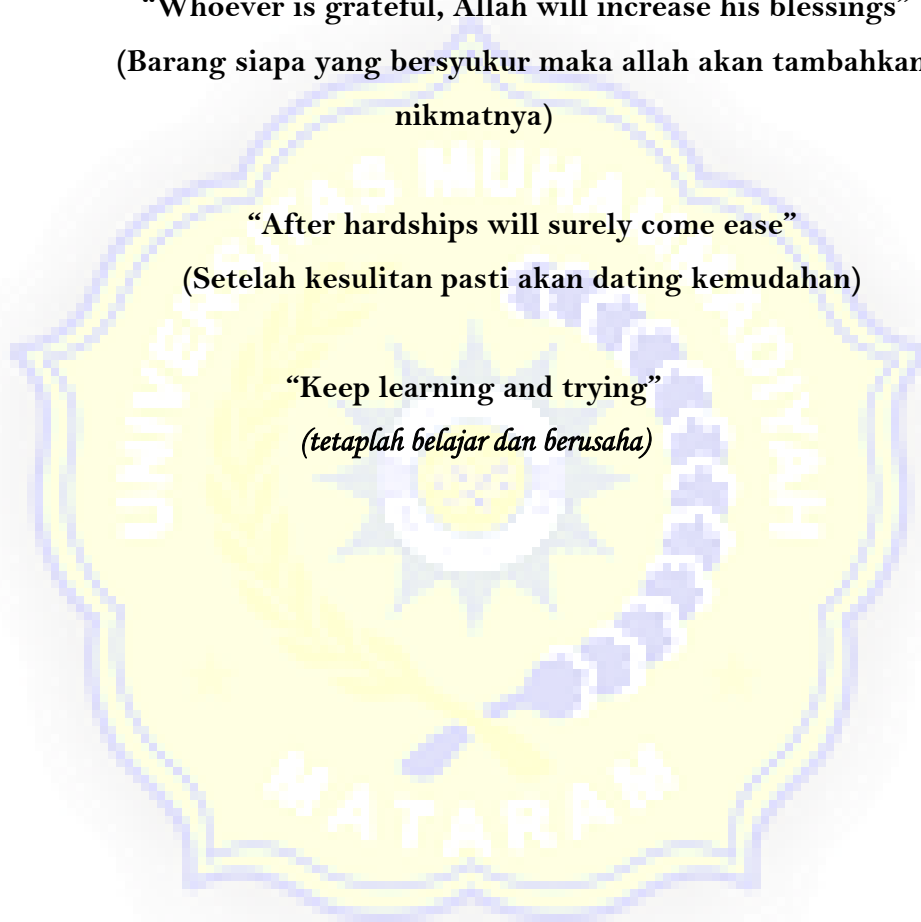 “Whoever is grateful, Allah will increase his blessings”
(Barang siapa yang bersyukur maka allah akan tambahkan
nikmatnya)
“After hardships will surely come ease”
(Setelah kesulitan pasti akan dating kemudahan)
“Keep learning and trying”
(tetaplah belajar dan berusaha)
UNIVERSITAS MUHAMMADIYAH
MATARAM